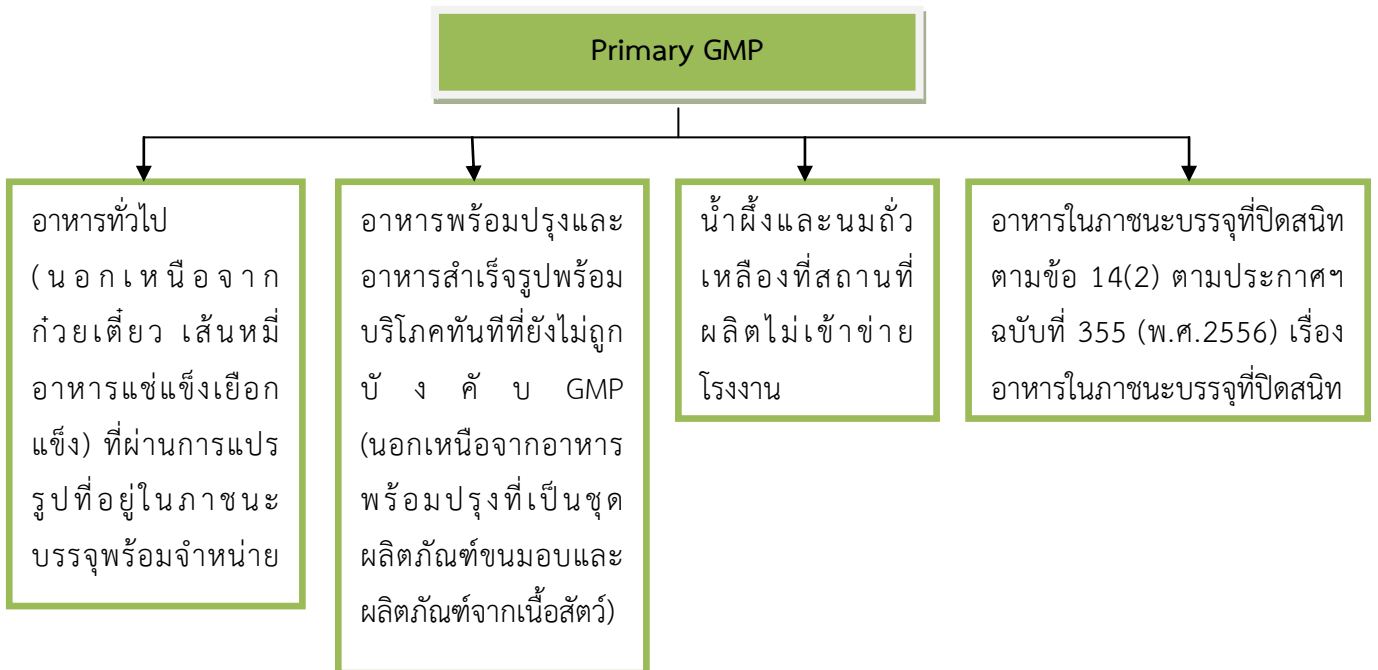 Primary GMP
อาหารทั่วไป
(นอกเหนือจาก
ก๋วยเตี๋ยว เส้นหมี่
อาหารแช่แข็งเยือก
แข็ง) ที่ผ่านการแปร
รูปที่อยู่ในภาชนะ
บรรจุพร้อมจำหน่าย
อาหารพร้อมปรุงและ
อาหารสำเร็จรูปพร้อม
บริโภคทันทีที่ยังไม่ถูก
บังคับ GMP
(นอกเหนือจากอาหาร
พร้อมปรุงที่เป็นชุด
ผลิตภัณฑ์ขนมอบและ
ผลิตภัณฑ์จากเนื้อสัตว์)
น้ำผึ้งและนมถั่ว
เหลืองที่สถานที่
ผลิตไม่เข้าข่าย
โรงงาน
อาหารในภาชนะบรรจุที่ปิดสนิท
ตามข้อ 14(2) ตามประกาศฯ
ฉบับที่ 355 (พ.ศ.2556) เรื่อง
อาหารในภาชนะบรรจุที่ปิดสนิท